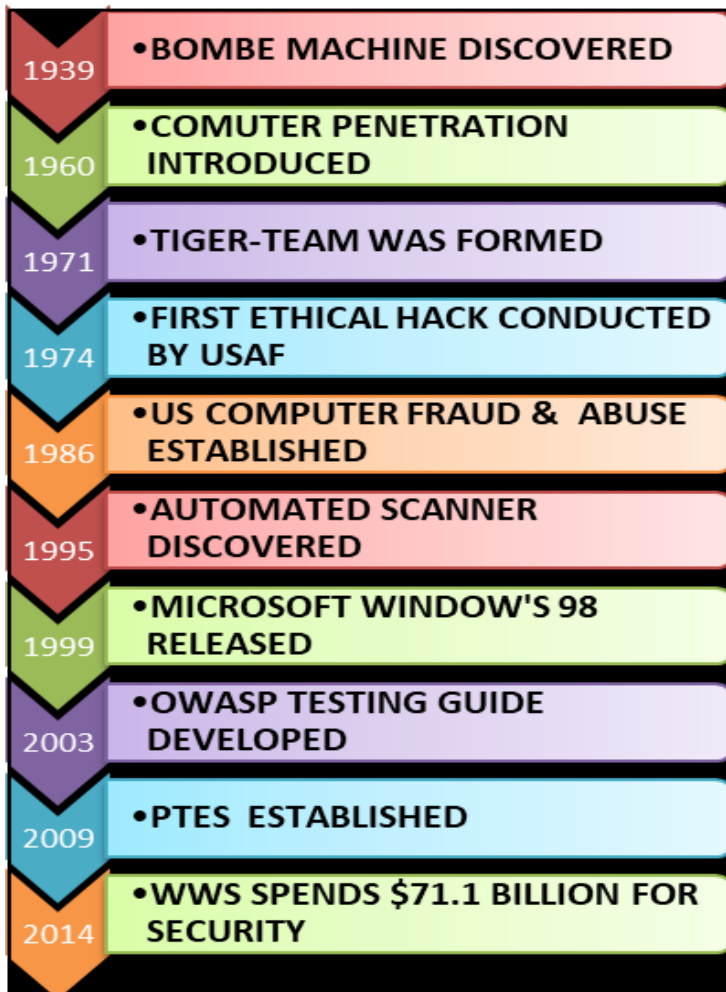 1939
•BOMBE MACHINE DISCOVERED
1960
•COMUTER PENETRATION
INTRODUCED
1971
•TIGER-TEAM WAS FORMED
1974
•FIRST ETHICAL HACK CONDUCTED
BY USAF
1986
•US COMPUTER FRAUD & ABUSE
ESTABLISHED
1995
•AUTOMATED SCANNER
DISCOVERED
1999
•MICROSOFT WINDOW'S 98
RELEASED
2003
•OWASP TESTING GUIDE
DEVELOPED
2009
•PTES ESTABLISHED
2014
•WWS SPENDS $71.1 BILLION FOR
SECURITY